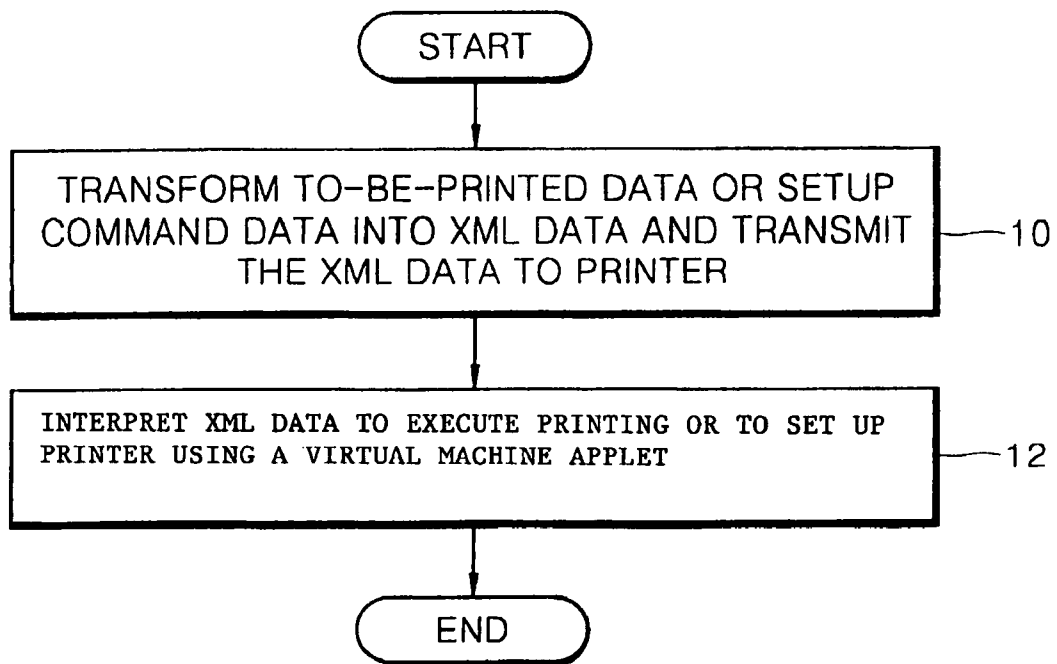 START
TRANSFORM TO-BE-PRINTED DATA OR SETUP
COMMAND DATA INTO XML DATA AND TRANSMIT
THE XML DATA TO PRINTER
10
INTERPRET XML DATA TO EXECUTE PRINTING OR TO SET UP
PRINTER USING A VIRTUAL MACHINE APPLET
12
END